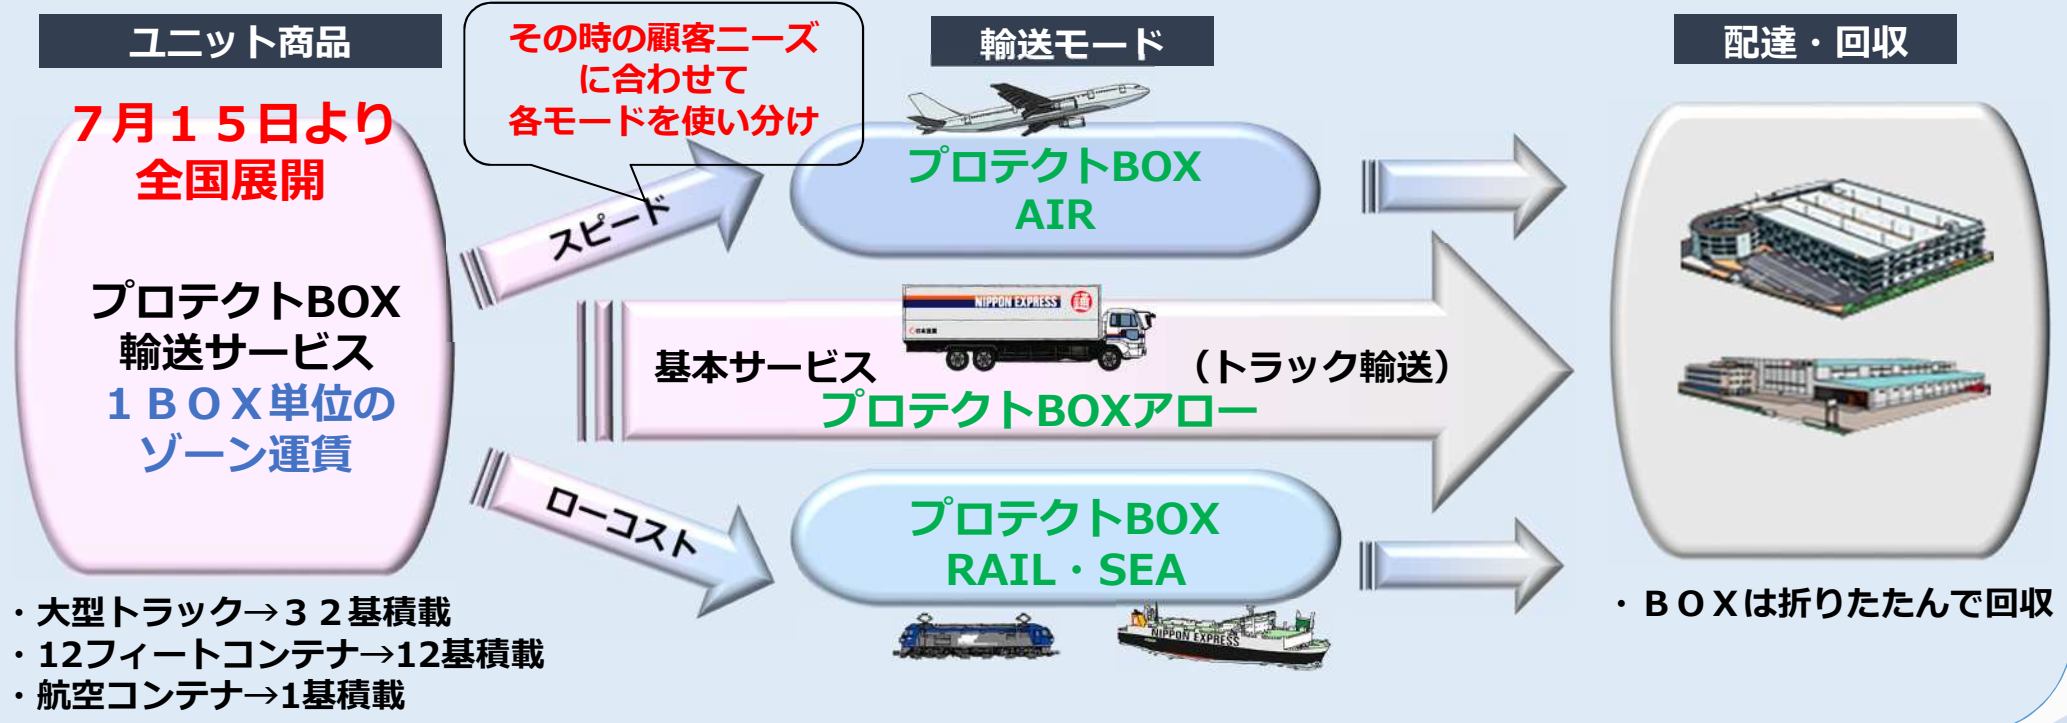 ユニット商品
7月15日より
全国展開
プロテクトBOX
輸送サービス
1BOX単位の
ゾーン運賃
・大型トラック→32基積載
・12フィートコンテナ→12基積載
・航空コンテナ→1基積載
その時の顧客ニーズ
に合わせて
各モードを使い分け
スピード
ローコスト
輸送モード
プロテクトBOX
AIR
NIPPON EXPRESS 通
日本通運
基本サービス
(トラック輸送)
プロテクトBOXアロー
プロテクトBOX
RAIL・SEA
NIPPON EXPRESS
配達・回収
・BOXは折りたたんで回収